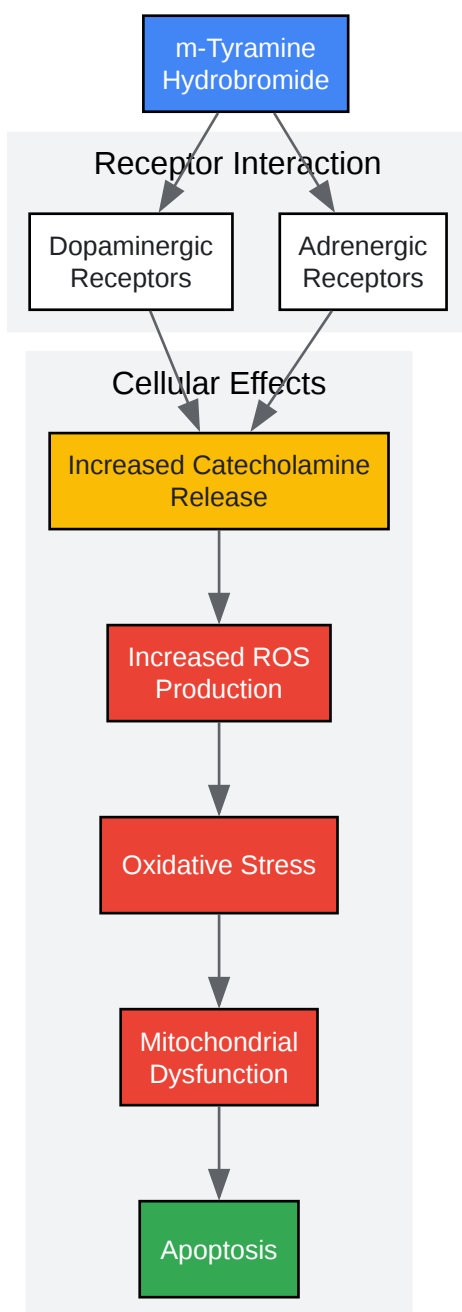 m-Tyramine
Hydrobromide
Receptor Interaction
Dopaminergic
Receptors
Adrenergic
Receptors
Cellular Effects
Increased Catecholamine
Release
Increased ROS
Production
Oxidative Stress
Mitochondrial
Dysfunction
Apoptosis